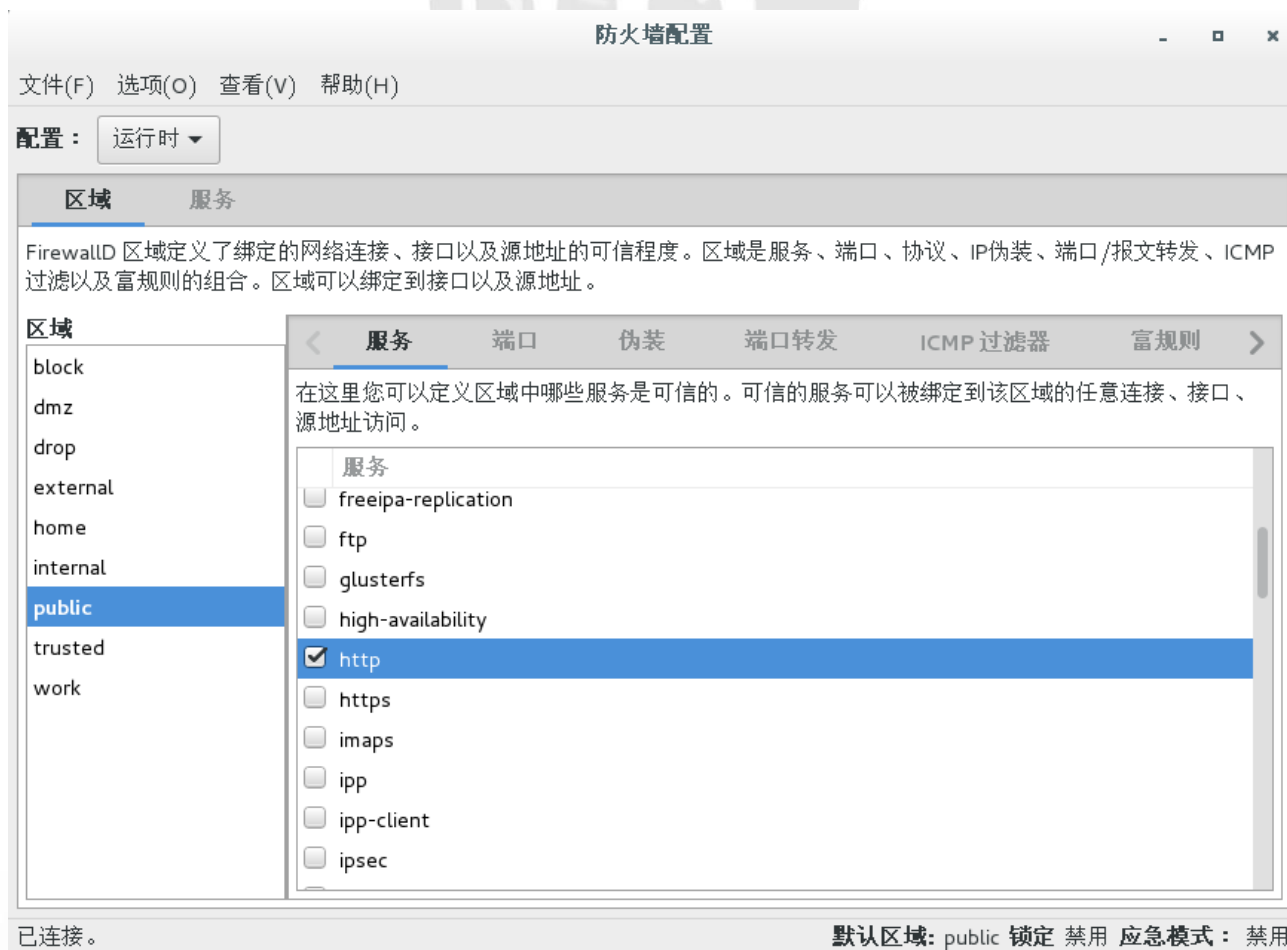 防火墙配置
文件(F) 选项(O) 查看(V) 帮助(H)
配置： 运行时
区域 服务
FirewallD 区域定义了绑定的网络连接、接口以及源地址的可信程度。区域是服务、端口、协议、IP伪装、端口/报文转发、ICMP
过滤以及富规则的组合。区域可以绑定到接口以及源地址。
区域
block
dmz
drop
external
home
internal
public
trusted
work
服务 端口 伪装 端口转发 ICMP 过滤器 富规则
在这里您可以定义区域中哪些服务是可信的。可信的服务可以被绑定到该区域的任意连接、接口、
源地址访问。
服务
freeipa-replication
ftp
glusterfs
high-availability
http
https
imaps
ipp
ipp-client
ipsec
已连接。
默认区域: public 锁定 禁用 应急模式： 禁用